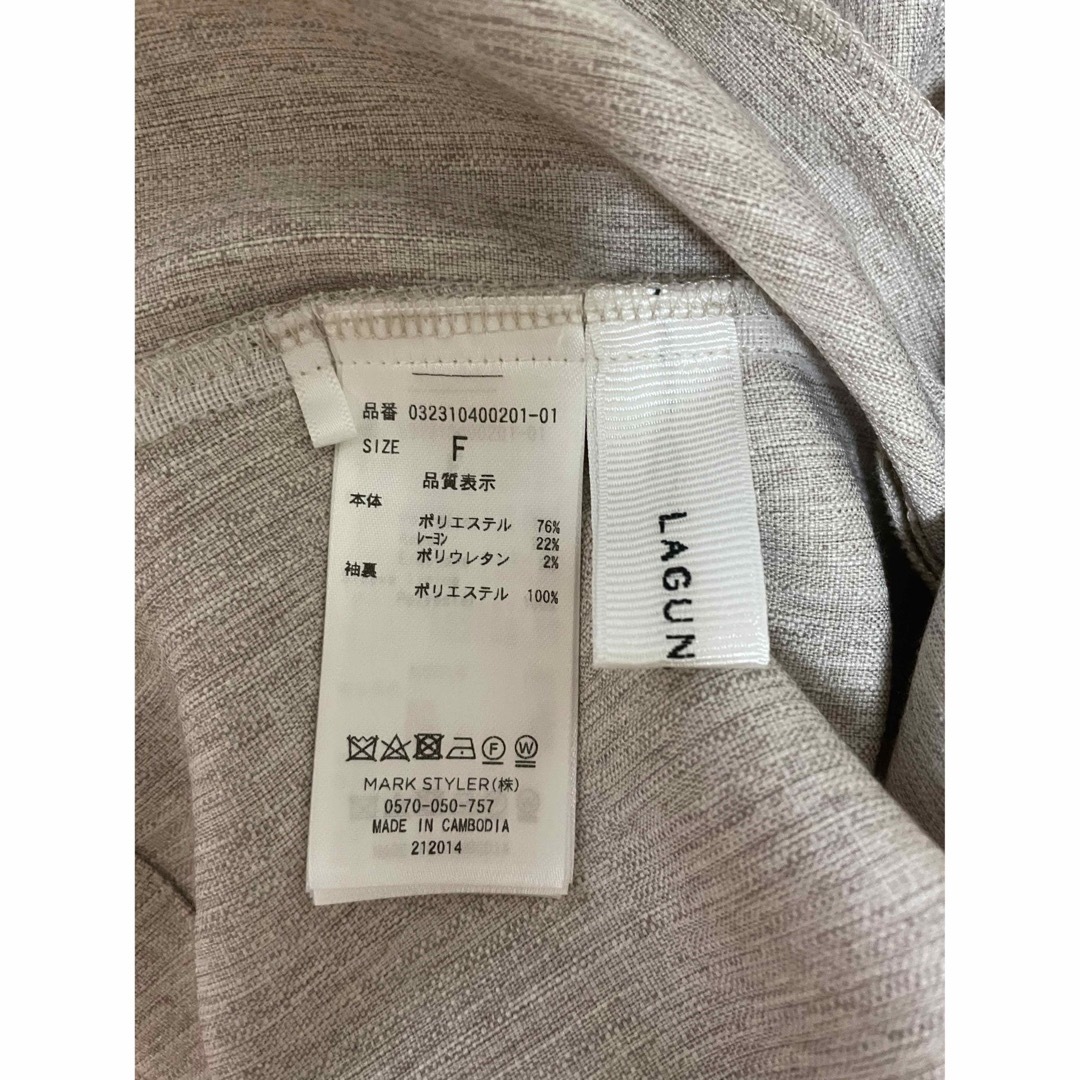 品番 032310400201-01
SIZE F
品質表示
本体
ポリエステル 76%
レーヨン 22%
ポリウレタン 2%
袖裏
ポリエステル 100%
F W
MARK STYLER(株)
0570-050-757
MADE IN CAMBODIA
212014
LAGUN